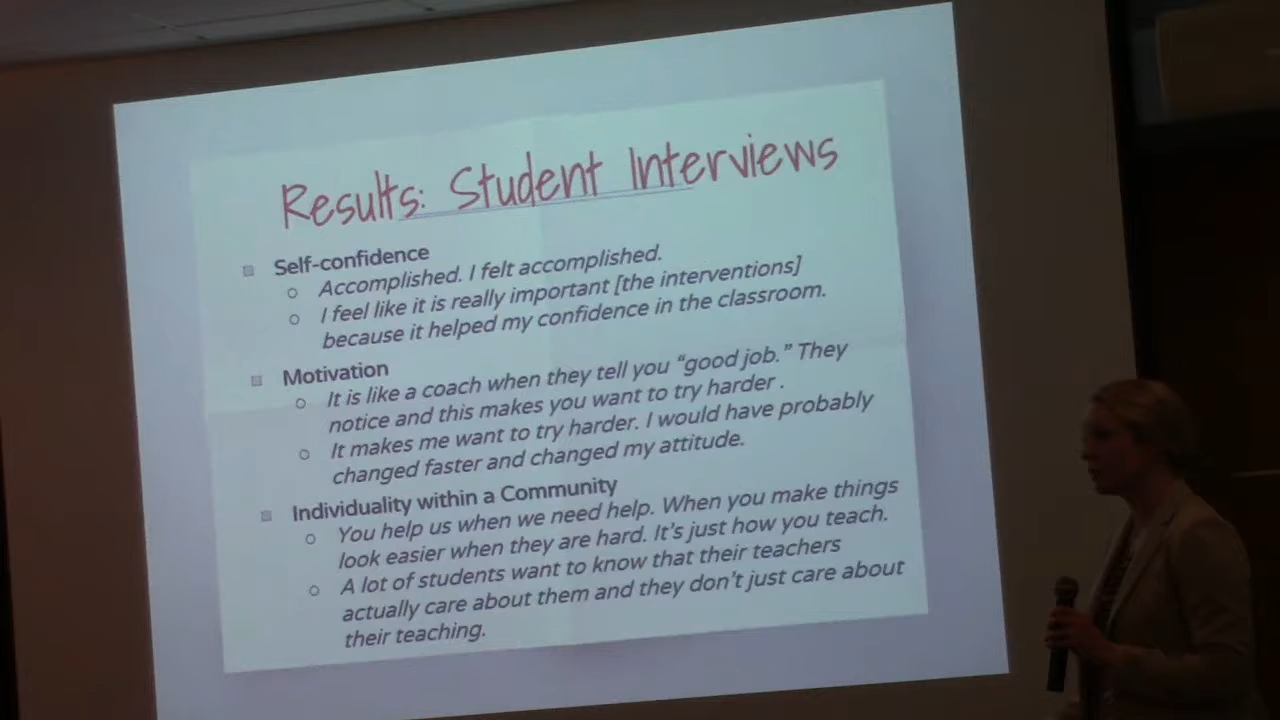 Results: Student Interviews
Self-confidence
Accomplished. I felt accomplished.
I feel like it is really important [the interventions]
because it helped my confidence in the classroom.
Motivation
It is like a coach when they tell you “good job.” They
notice and this makes you want to try harder .
It makes me want to try harder. I would have probably
changed faster and changed my attitude.
Individuality within a Community
You help us when we need help. When you make things
look easier when they are hard. It’s just how you teach.
A lot of students want to know that their teachers
actually care about them and they don’t just care about
their teaching.